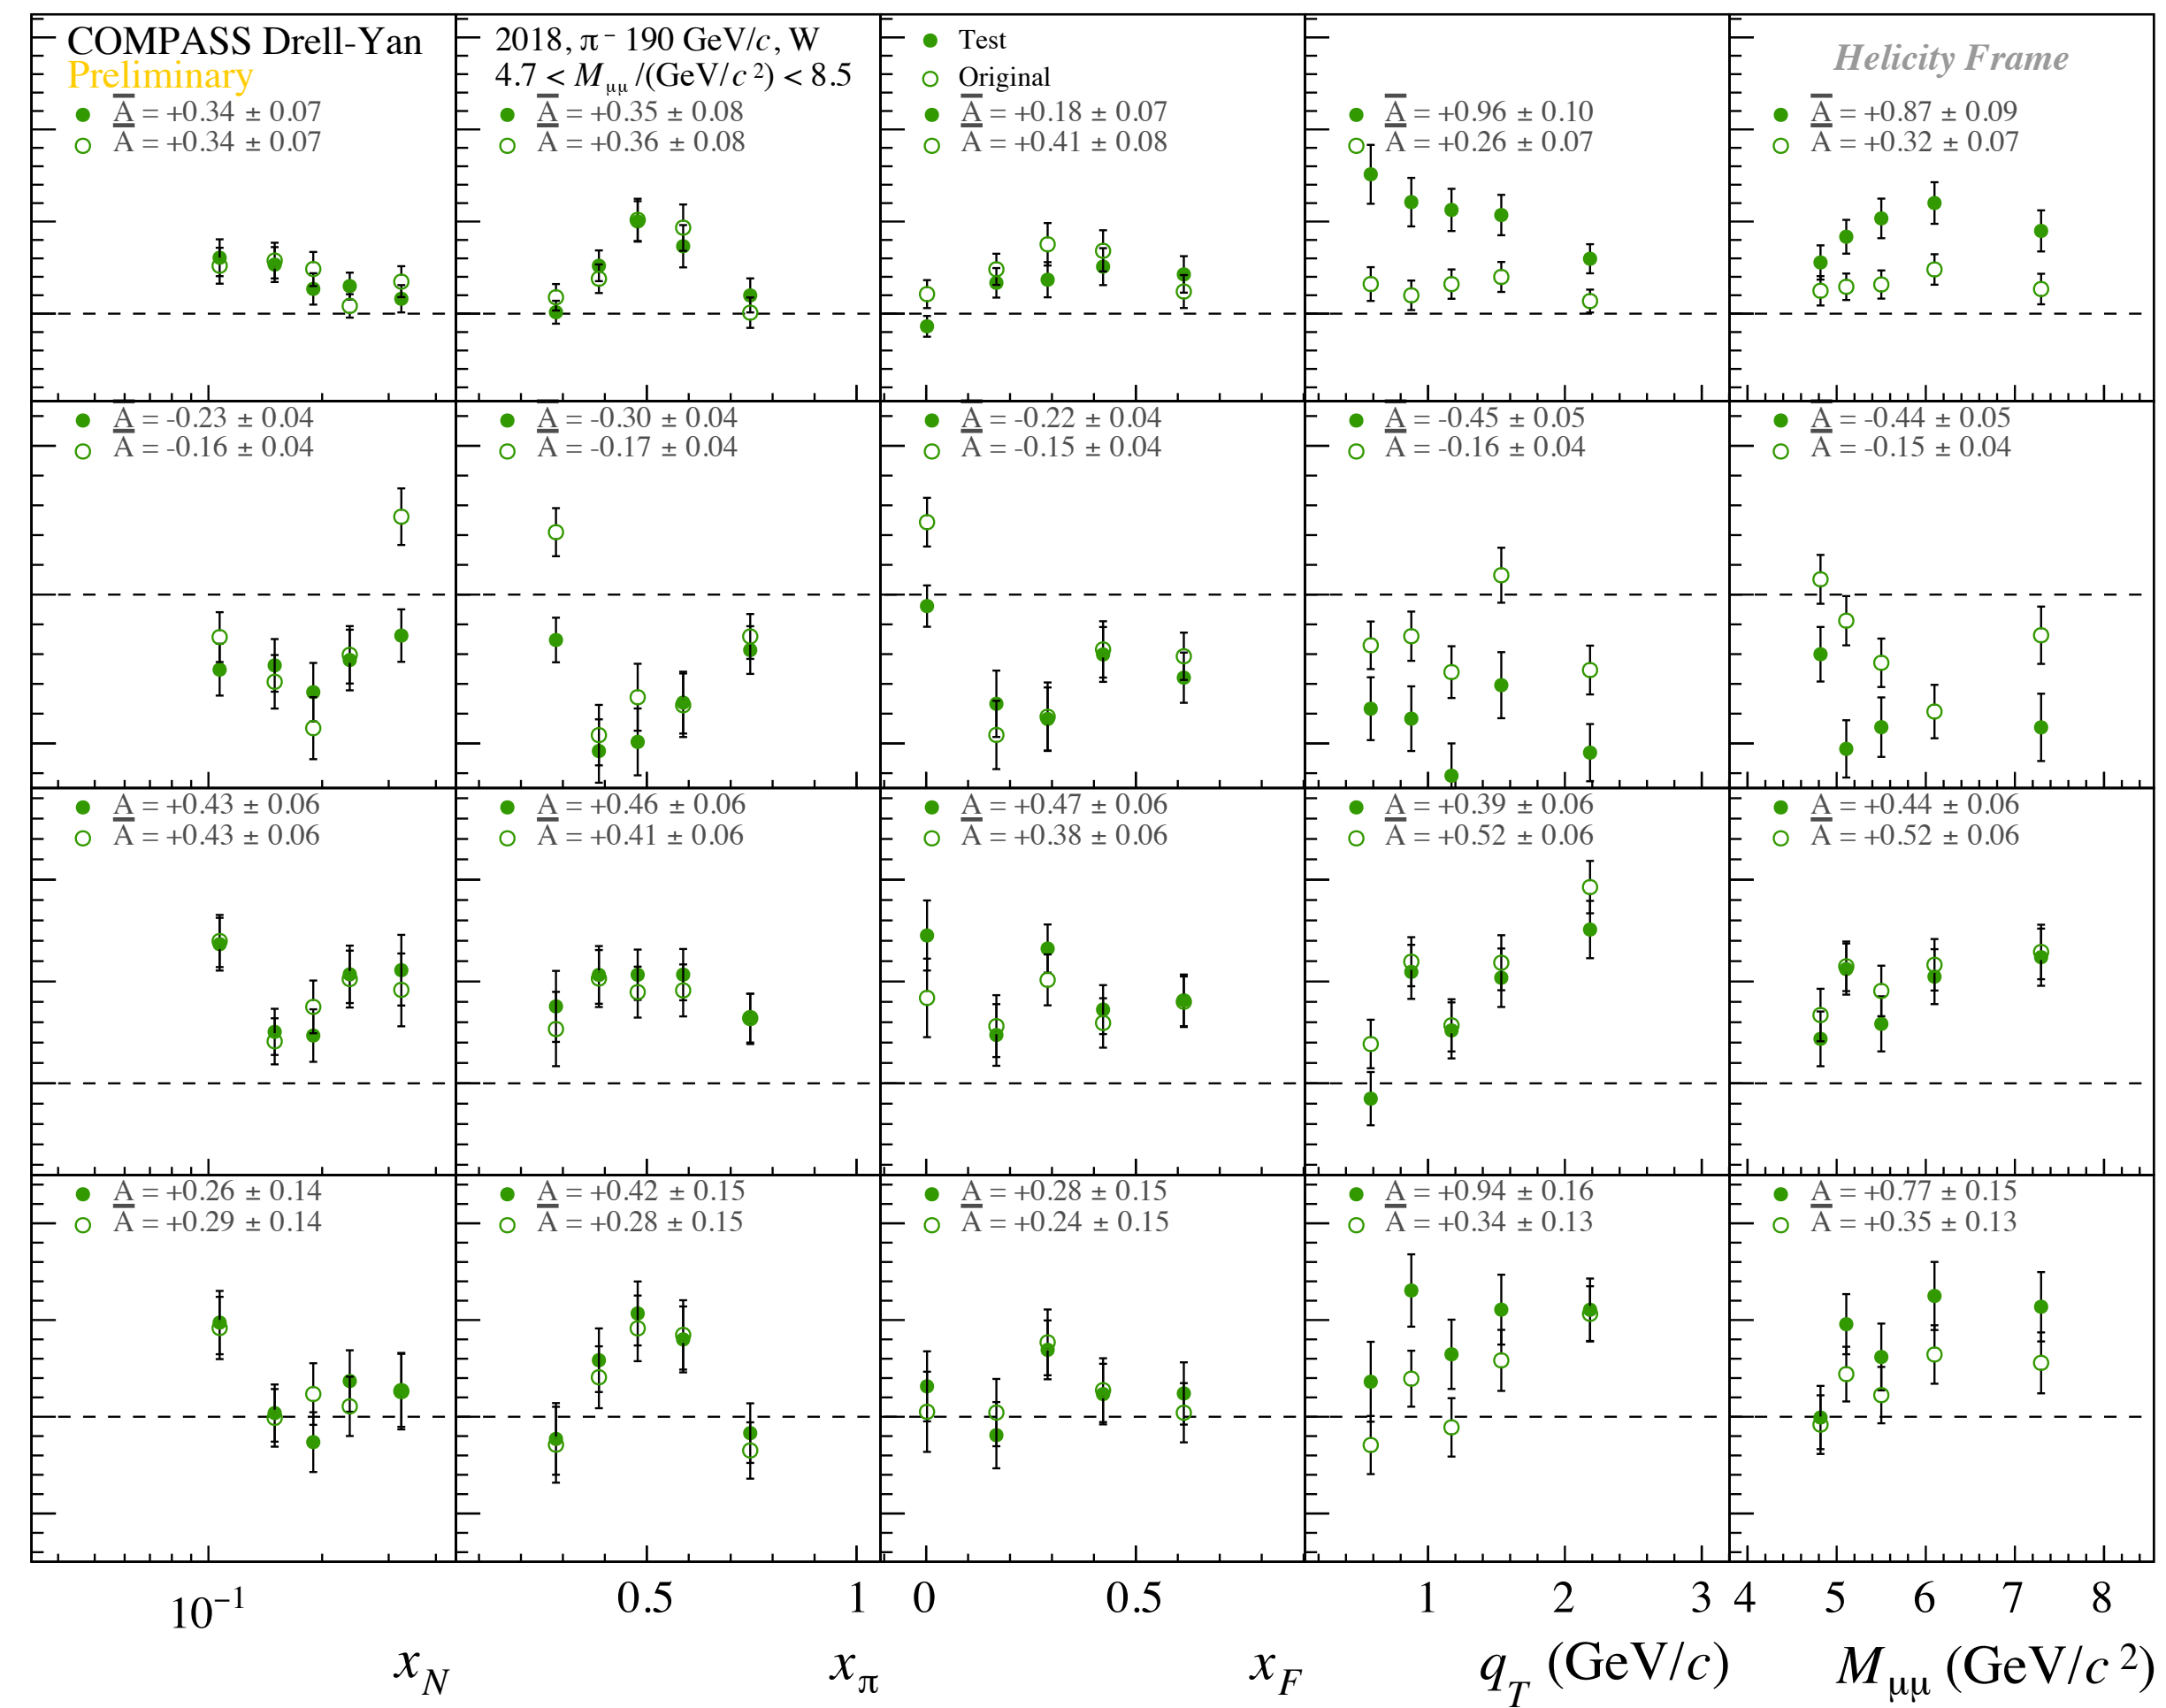 COMPASS Drell-Yan
Preliminary
A = +0.34 ± 0.07
A = +0.34 ± 0.07
2018, π⁻ 190 GeV/c, W
4.7 < Mμμ /(GeV/c²) < 8.5
A = +0.35 ± 0.08
A = +0.36 ± 0.08
Test
Original
A = +0.18 ± 0.07
A = +0.41 ± 0.08
A = +0.96 ± 0.10
A = +0.26 ± 0.07
Helicity Frame
A = +0.87 ± 0.09
A = +0.32 ± 0.07
A = -0.23 ± 0.04
A = -0.16 ± 0.04
A = -0.30 ± 0.04
A = -0.17 ± 0.04
A = -0.22 ± 0.04
A = -0.15 ± 0.04
A = -0.45 ± 0.05
A = -0.16 ± 0.04
A = -0.44 ± 0.05
A = -0.15 ± 0.04
A = +0.43 ± 0.06
A = +0.43 ± 0.06
A = +0.46 ± 0.06
A = +0.41 ± 0.06
A = +0.47 ± 0.06
A = +0.38 ± 0.06
A = +0.39 ± 0.06
A = +0.52 ± 0.06
A = +0.44 ± 0.06
A = +0.52 ± 0.06
A = +0.26 ± 0.14
A = +0.29 ± 0.14
A = +0.42 ± 0.15
A = +0.28 ± 0.15
A = +0.28 ± 0.15
A = +0.24 ± 0.15
A = +0.94 ± 0.16
A = +0.34 ± 0.13
A = +0.77 ± 0.15
A = +0.35 ± 0.13
10⁻¹
0.5 1
0 0.5
1 2 3
4 5 6 7 8
x_N
x_π
x_F
q_T (GeV/c)
Mμμ (GeV/c²)